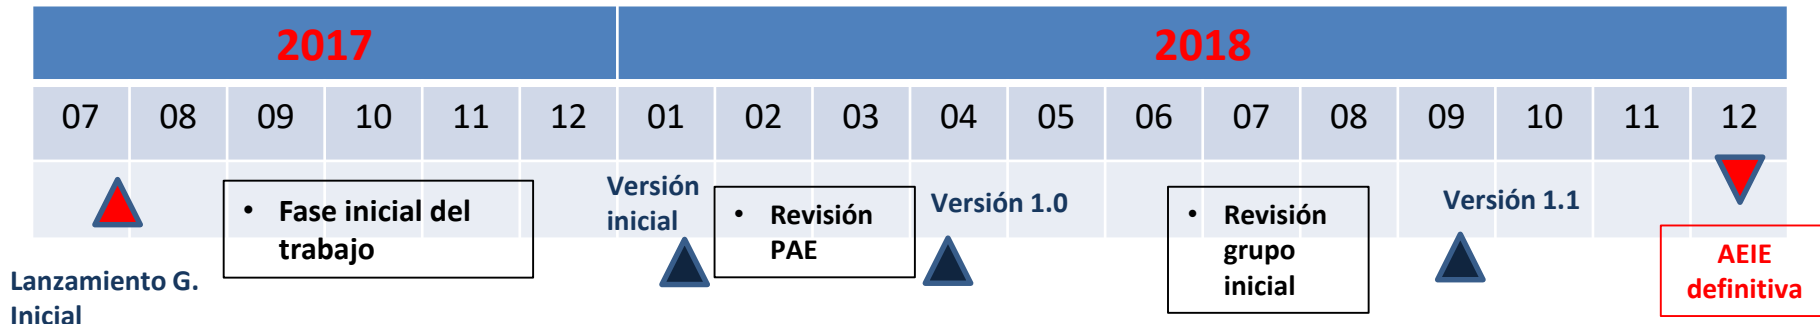 2017 2018
07 08 09 10 11 12 01 02 03 04 05 06 07 08 09 10 11 12
Lanzamiento G.
Inicial
• Fase inicial del
trabajo
Versión
inicial
• Revisión
PAE
Versión 1.0
• Revisión
grupo
inicial
Versión 1.1
AEIE
definitiva